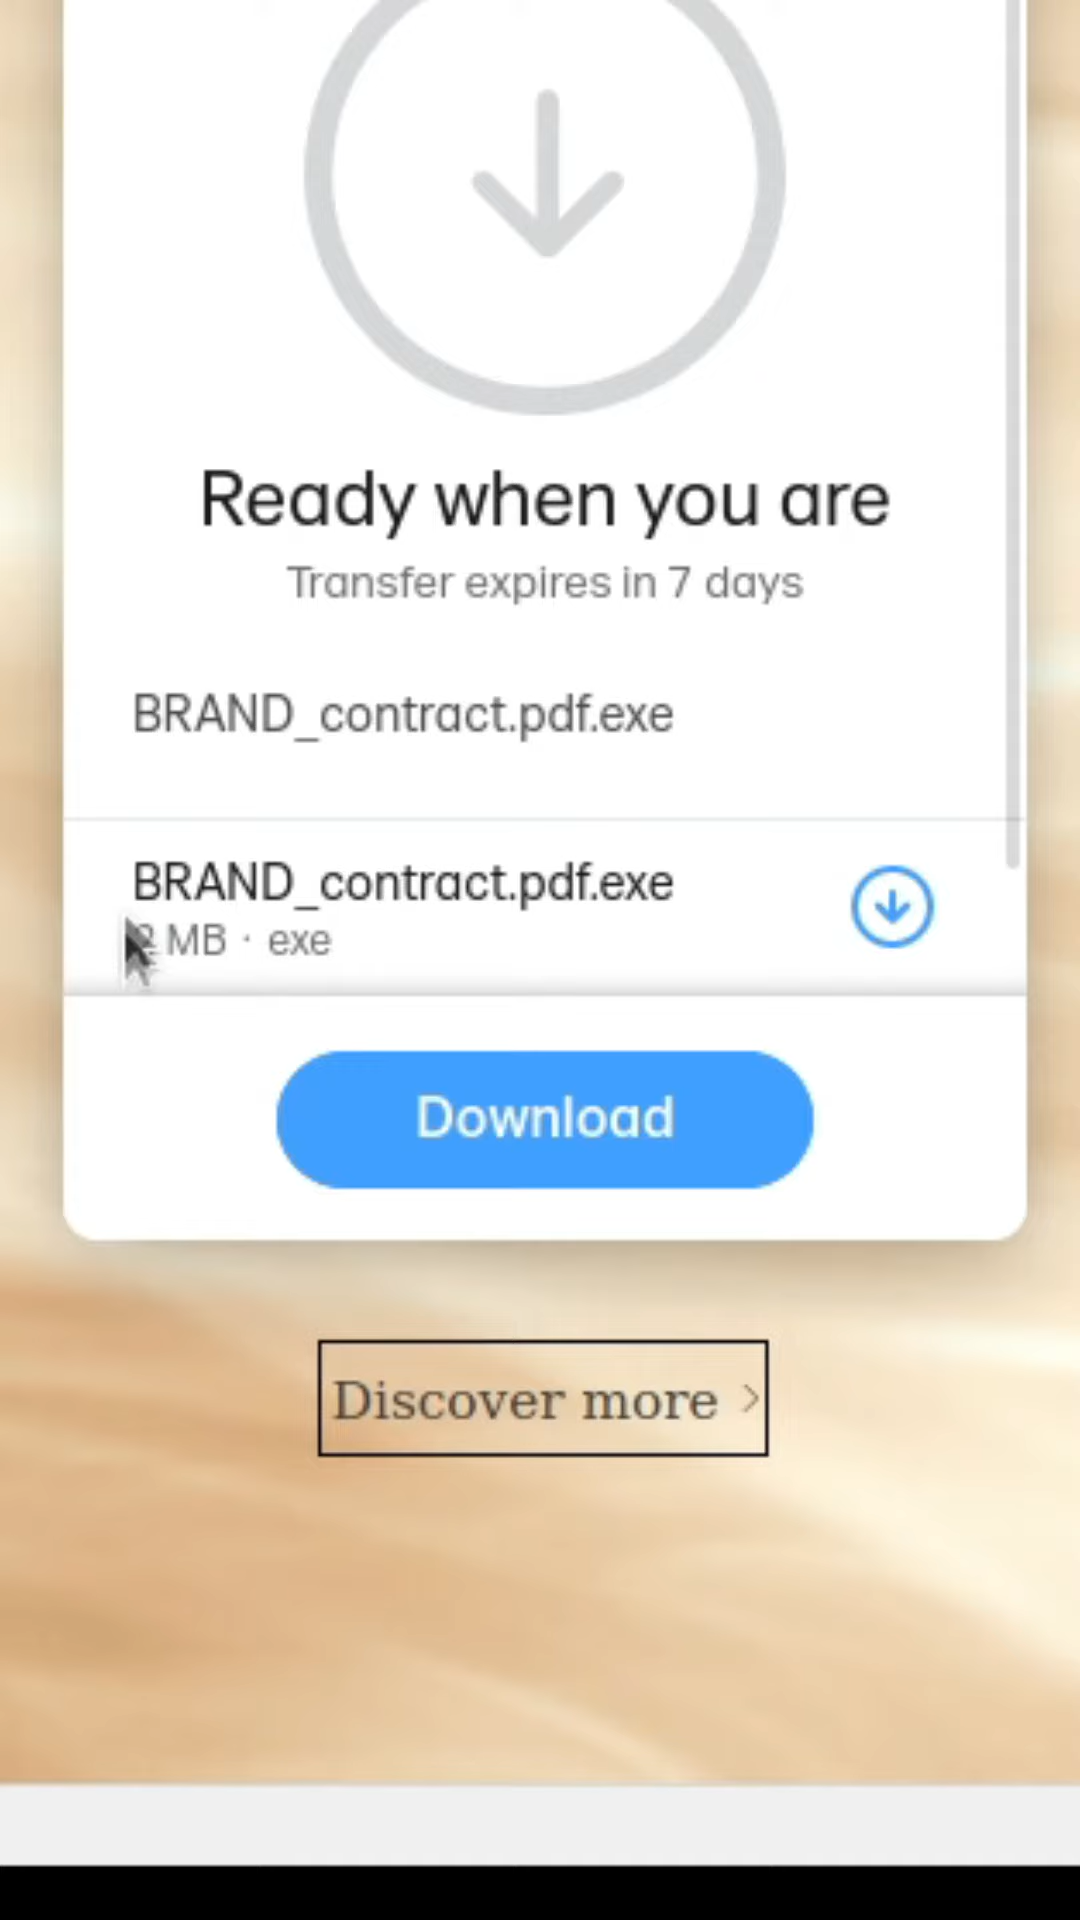 Ready when you are
Transfer expires in 7 days
BRAND_contract.pdf.exe
BRAND_contract.pdf.exe
MB · exe
Download
Discover more